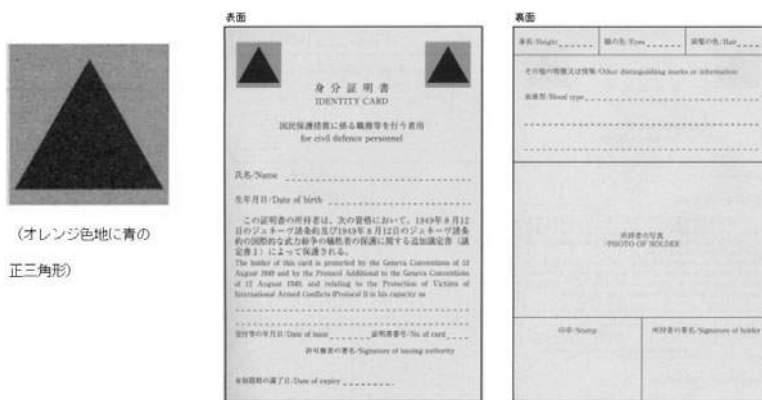 (オレンジ色地に青の
正三角形)
表面
身分証明書
IDENTITY CARD
国民保護措置に係る職務等を行う者用
for civil defence personnel
氏名/Name
生年月日/Date of birth
この証明書の所持者は、次の資格において、1949年8月12
日のジュネーヴ諸条約及び1949年8月12日のジュネーヴ諸条
約の国際的な武力紛争の犠牲者の保護に関する追加議定書(議
定書Ⅰ)によって保護される。
The holder of this card is protected by the Geneva Conventions of 12
August 1949 and by the Protocol Additional to the Geneva Conventions
of 12 August 1949, and relating to the Protection of Victims of
International Armed Conflicts (Protocol I) in his capacity as
交付等の年月日/Date of issue 証明書番号/No. of card
許可権者の署名/Signature of issuing authority
有効期間の満了日/Date of expiry
裏面
身長/Height 眼の色/Eyes 頭髪の色/Hair
その他の特徴又は情報/Other distinguishing marks or information
血液型/Blood type
所持者の写真
PHOTO OF HOLDER
印章/Stamp 所持者の署名/Signature of holder